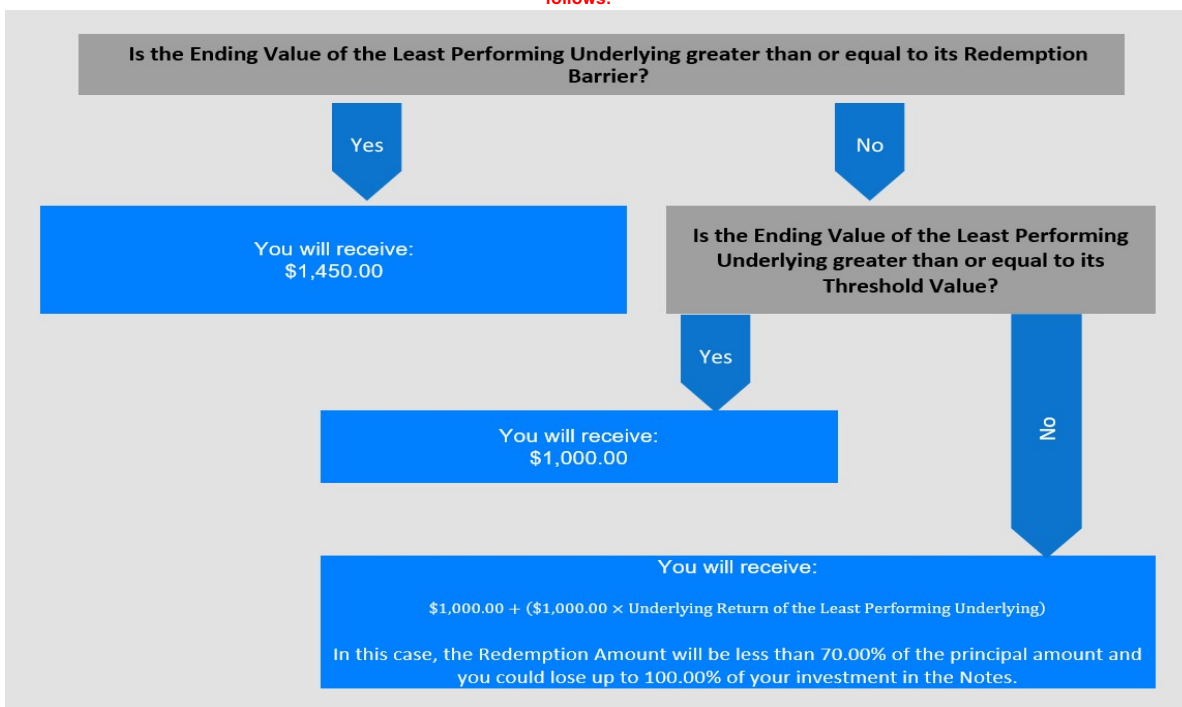 follows:
Is the Ending Value of the Least Performing Underlying greater than or equal to its Redemption
Barrier?
Yes
No
You will receive:
$1,450.00
Is the Ending Value of the Least Performing
Underlying greater than or equal to its
Threshold Value?
Yes
No
You will receive:
$1,000.00
You will receive:
$1,000.00 + ($1,000.00 × Underlying Return of the Least Performing Underlying)
In this case, the Redemption Amount will be less than 70.00% of the principal amount and
you could lose up to 100.00% of your investment in the Notes.